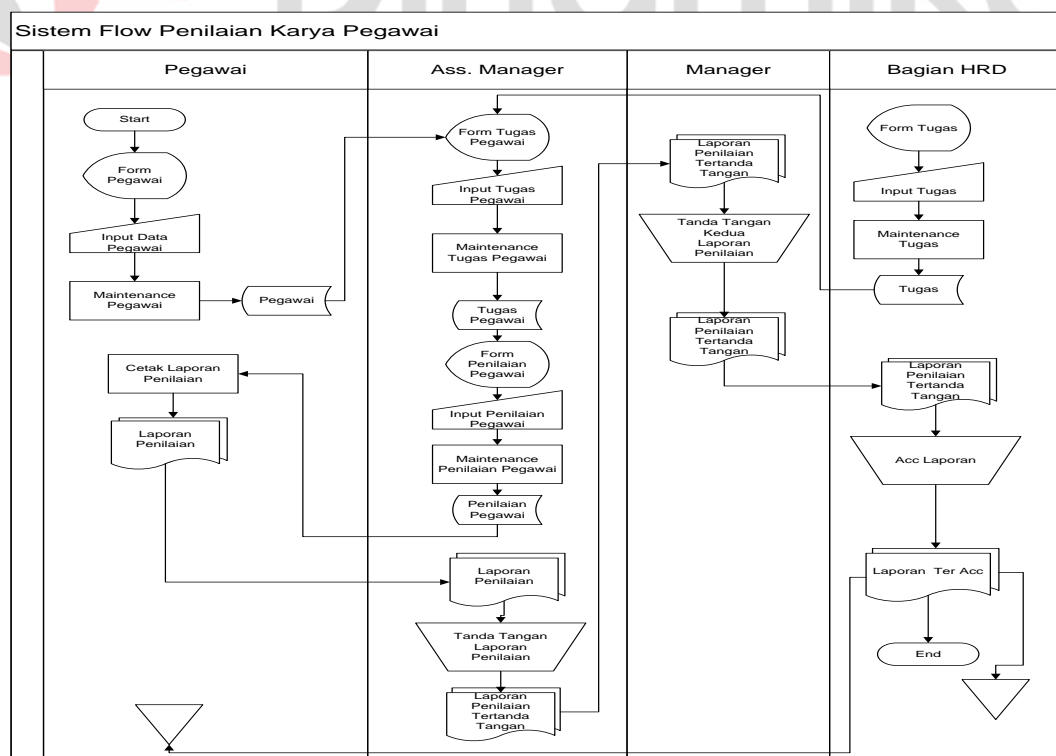 Sistem Flow Penilaian Karya Pegawai
Pegawai
Ass. Manager
Manager
Bagian HRD
Start
Form
Pegawai
Input Data
Pegawai
Maintenance
Pegawai
Pegawai
Cetak Laporan
Penilaian
Laporan
Penilaian
Form Tugas
Pegawai
Input Tugas
Pegawai
Maintenance
Tugas Pegawai
Tugas
Pegawai
Form
Penilaian
Pegawai
Input Penilaian
Pegawai
Maintenance
Penilaian Pegawai
Penilaian
Pegawai
Laporan
Penilaian
Tanda Tangan
Laporan
Penilaian
Laporan
Penilaian
Tertanda
Tangan
Laporan
Penilaian
Tertanda
Tangan
Tanda Tangan
Kedua
Laporan
Penilaian
Laporan
Penilaian
Tertanda
Tangan
Form Tugas
Input Tugas
Maintenance
Tugas
Tugas
Laporan
Penilaian
Tertanda
Tangan
Acc Laporan
Laporan Ter Acc
End